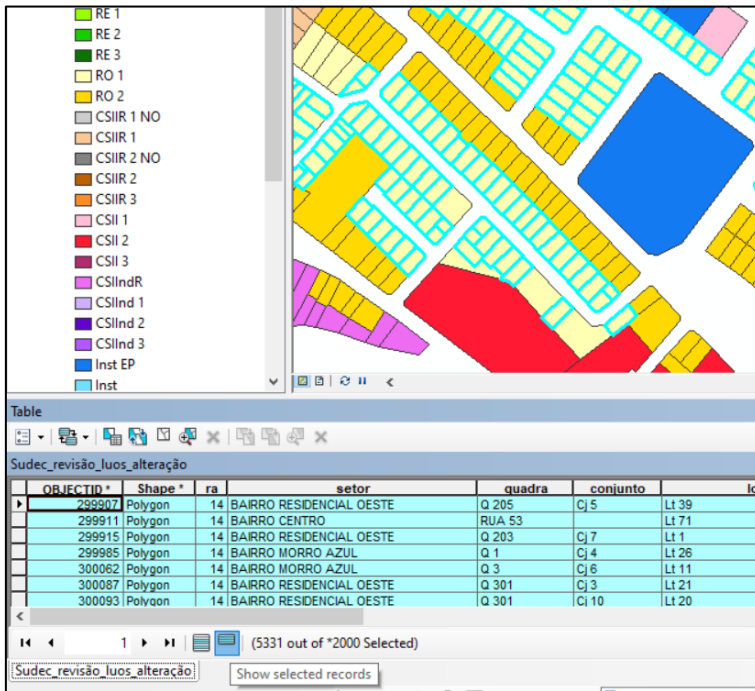 RE 1
RE 2
RE 3
RO 1
RO 2
CSIIR 1 NO
CSIIR 1
CSIIR 2 NO
CSIIR 2
CSIIR 3
CSII 1
CSII 2
CSII 3
CSIIndR
CSIInd 1
CSIInd 2
CSIInd 3
Inst EP
Inst
Table
Sudec_revisão_luos_alteração
OBJECTID * Shape * ra setor quadra conjunto lo
299907 Polygon 14 BAIRRO RESIDENCIAL OESTE Q 205 Cj 5 Lt 39
299911 Polygon 14 BAIRRO CENTRO RUA 53 Lt 71
299915 Polygon 14 BAIRRO RESIDENCIAL OESTE Q 203 Cj 7 Lt 1
299985 Polygon 14 BAIRRO MORRO AZUL Q 1 Cj 4 Lt 26
300062 Polygon 14 BAIRRO MORRO AZUL Q 3 Cj 6 Lt 11
300087 Polygon 14 BAIRRO RESIDENCIAL OESTE Q 301 Cj 3 Lt 21
300093 Polygon 14 BAIRRO RESIDENCIAL OESTE Q 301 Cj 10 Lt 20
1 (5331 out of *2000 Selected)
Sudec_revisão_luos_alteração
Show selected records